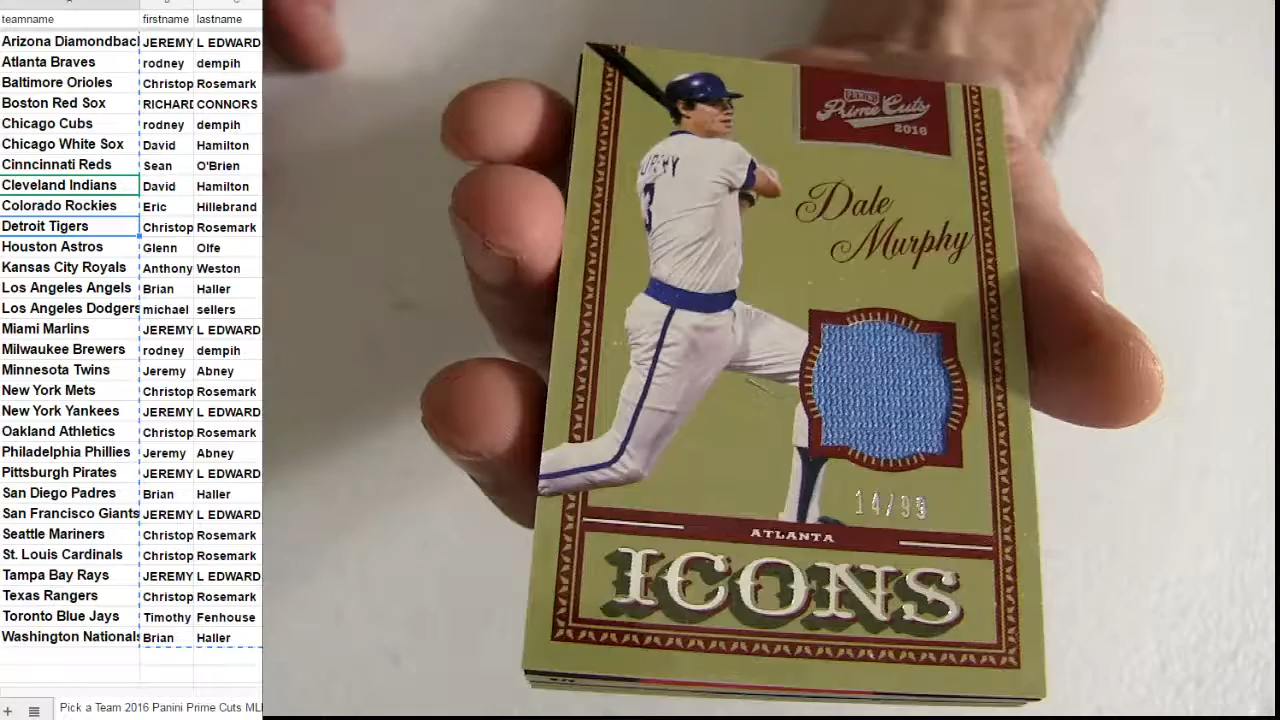 teamname firstname lastname
Arizona Diamondbac JEREMY L EDWARD
Atlanta Braves rodney dempih
Baltimore Orioles Christop Rosemark
Boston Red Sox RICHARD CONNORS
Chicago Cubs rodney dempih
Chicago White Sox David Hamilton
Cinncinnati Reds Sean O'Brien
Cleveland Indians David Hamilton
Colorado Rockies Eric Hillebrand
Detroit Tigers Christop Rosemark
Houston Astros Glenn Olfe
Kansas City Royals Anthony Weston
Los Angeles Angels Brian Haller
Los Angeles Dodgers michael sellers
Miami Marlins JEREMY L EDWARD
Milwaukee Brewers rodney dempih
Minnesota Twins Jeremy Abney
New York Mets Christop Rosemark
New York Yankees JEREMY L EDWARD
Oakland Athletics Christop Rosemark
Philadelphia Phillies Jeremy Abney
Pittsburgh Pirates JEREMY L EDWARD
San Diego Padres Brian Haller
San Francisco Giants JEREMY L EDWARD
Seattle Mariners Christop Rosemark
St. Louis Cardinals Christop Rosemark
Tampa Bay Rays JEREMY L EDWARD
Texas Rangers Christop Rosemark
Toronto Blue Jays Timothy Fenhouse
Washington Nationals Brian Haller
Pick a Team 2016 Panini Prime Cuts ML
PANINI
Prime Cuts
2016
Dale
Murphy
URPHY
3
14/99
ATLANTA
ICONS